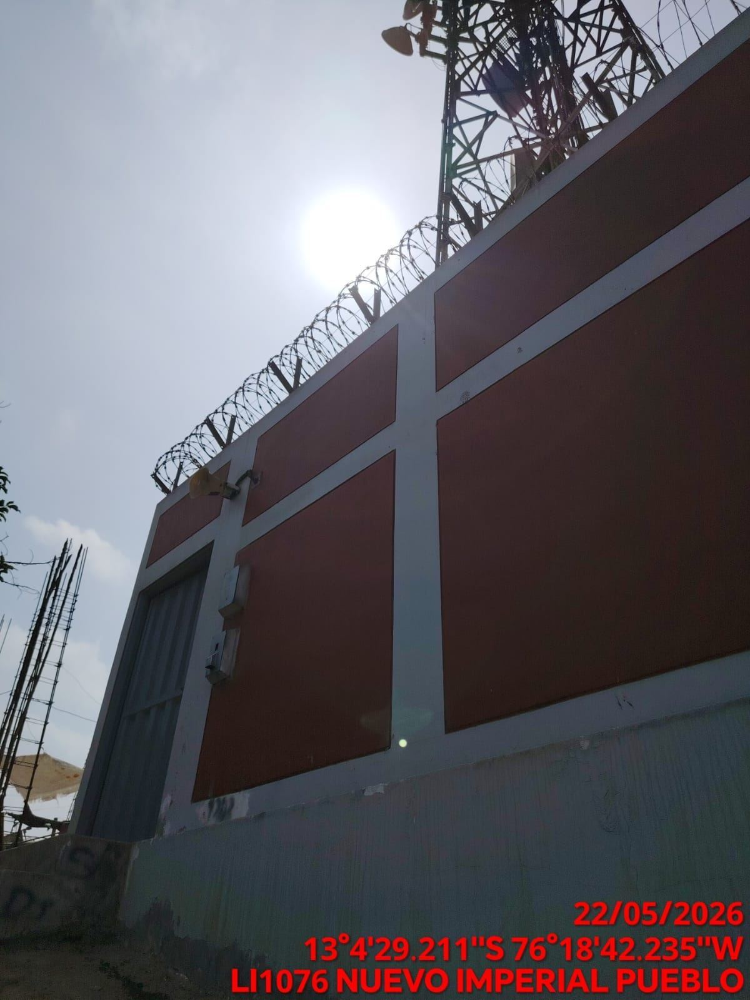 22/05/2026
13°4'29.211"S 76°18'42.235"W
LI1076 NUEVO IMPERIAL PUEBLO